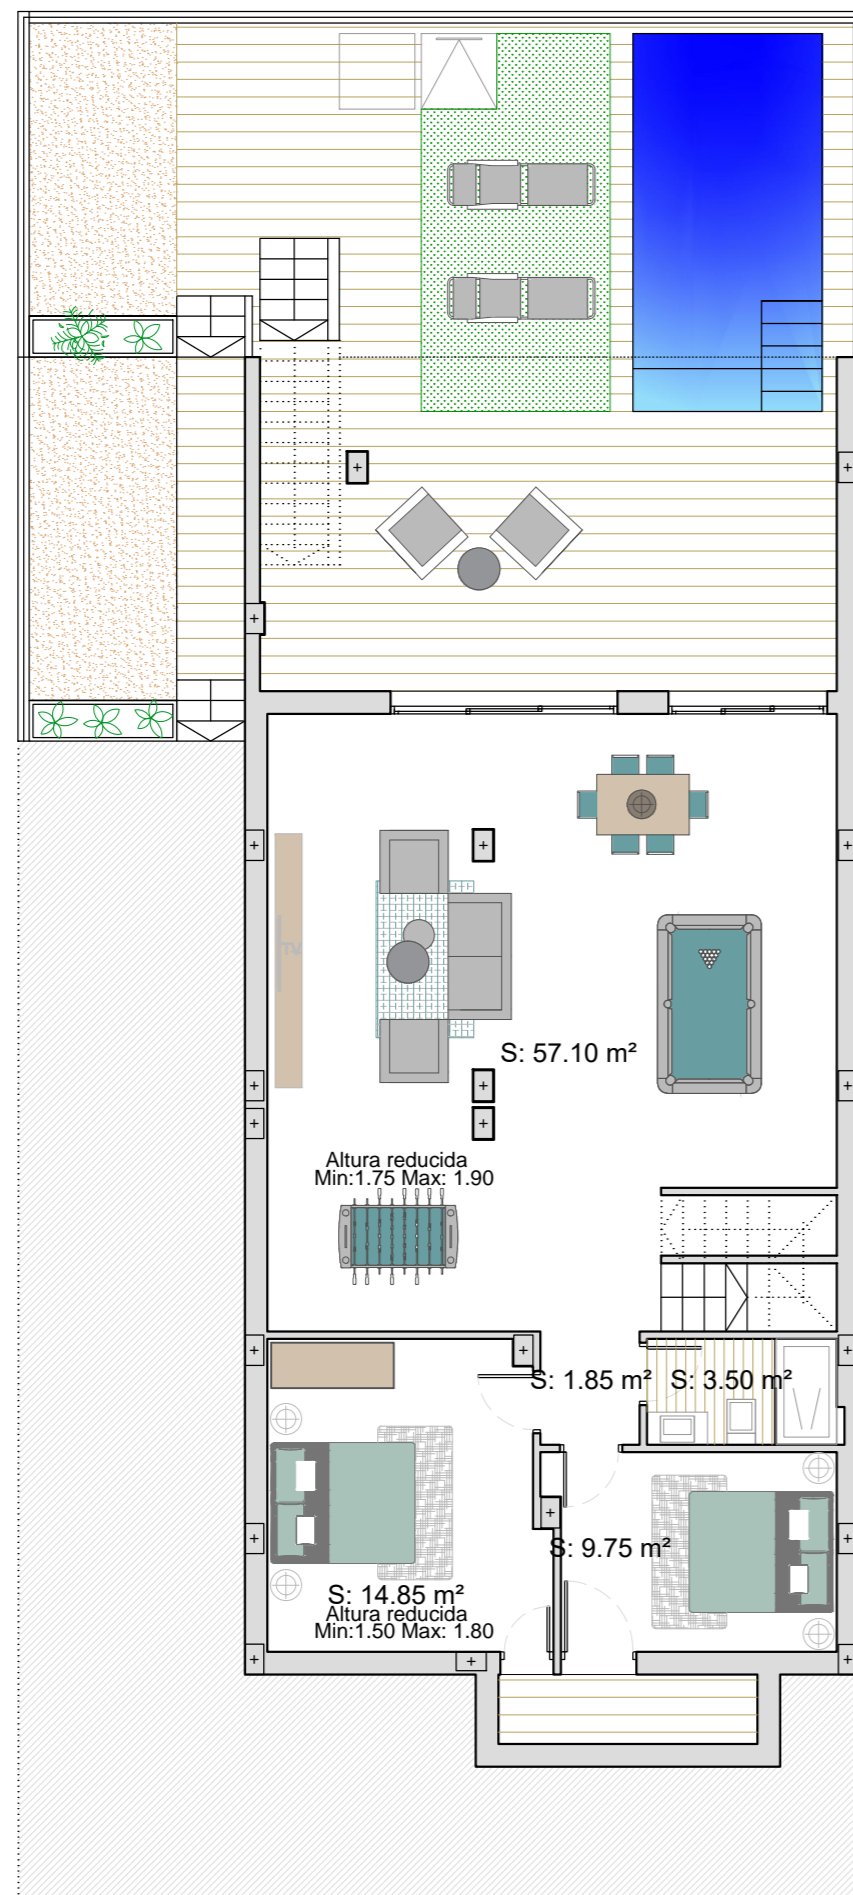 TV
S: 57.10 m²
Altura reducida
Min:1.75 Max: 1.90
S: 1.85 m²
S: 3.50 m²
S: 9.75 m²
S: 14.85 m²
Altura reducida
Min:1.50 Max: 1.80